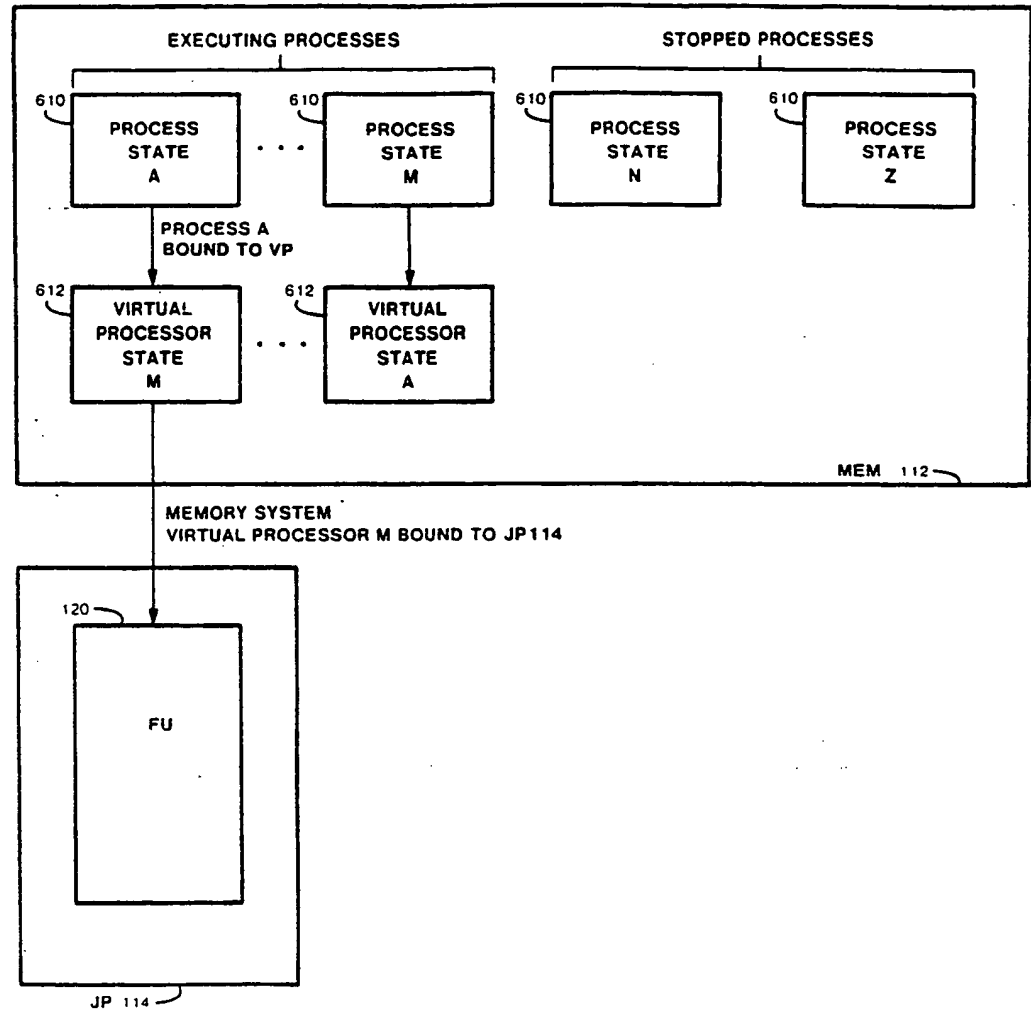 EXECUTING PROCESSES
STOPPED PROCESSES
610
PROCESS
STATE
A
610
PROCESS
STATE
M
610
PROCESS
STATE
N
610
PROCESS
STATE
Z
PROCESS A
BOUND TO VP
612
VIRTUAL
PROCESSOR
STATE
M
612
VIRTUAL
PROCESSOR
STATE
A
MEM 112
MEMORY SYSTEM
VIRTUAL PROCESSOR M BOUND TO JP114
120
FU
JP 114